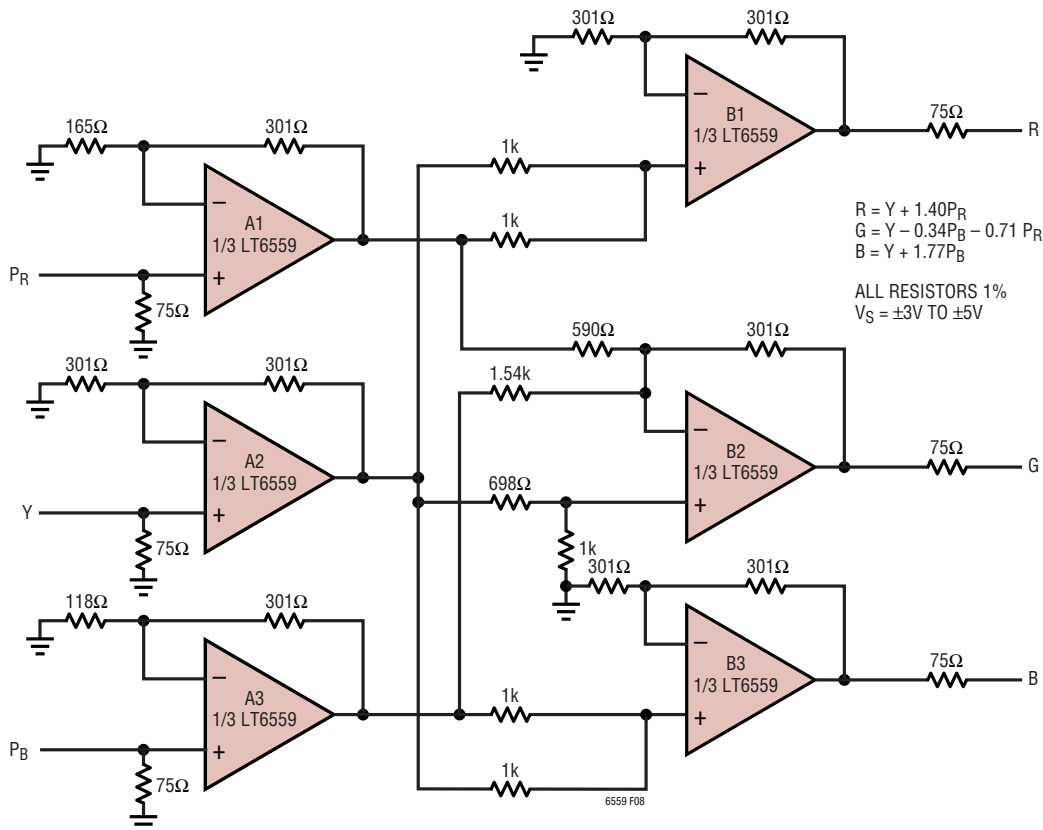 301Ω
301Ω
−
B1
1/3 LT6559
+
75Ω
R
165Ω
301Ω
−
A1
1/3 LT6559
+
P_R
75Ω
1k
1k
R = Y + 1.40P_R
G = Y – 0.34P_B – 0.71 P_R
B = Y + 1.77P_B
ALL RESISTORS 1%
V_S = ±3V TO ±5V
301Ω
301Ω
−
A2
1/3 LT6559
+
Y
75Ω
590Ω
301Ω
1.54k
−
B2
1/3 LT6559
+
75Ω
G
698Ω
1k
301Ω
301Ω
−
B3
1/3 LT6559
+
75Ω
B
118Ω
301Ω
−
A3
1/3 LT6559
+
P_B
75Ω
1k
1k
6559 F08